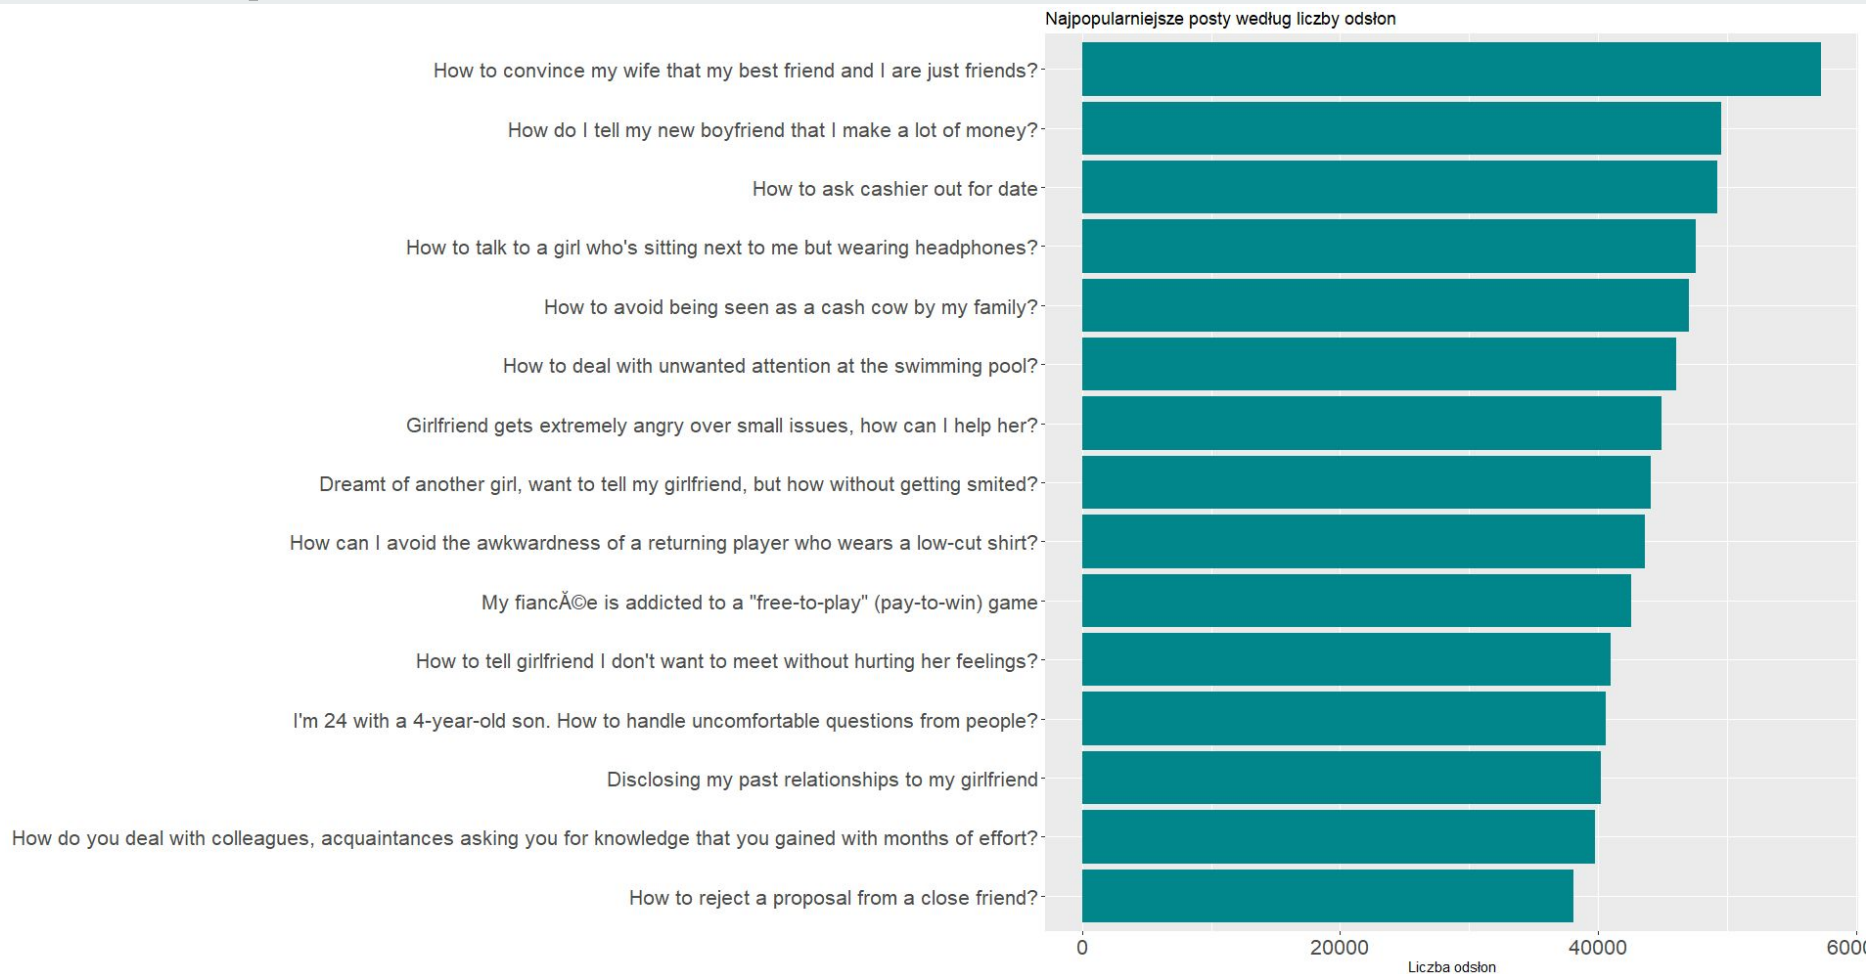 Najpopularniejsze posty według liczby odsłon
How to convince my wife that my best friend and I are just friends?
How do I tell my new boyfriend that I make a lot of money?
How to ask cashier out for date
How to talk to a girl who's sitting next to me but wearing headphones?
How to avoid being seen as a cash cow by my family?
How to deal with unwanted attention at the swimming pool?
Girlfriend gets extremely angry over small issues, how can I help her?
Dreamt of another girl, want to tell my girlfriend, but how without getting smited?
How can I avoid the awkwardness of a returning player who wears a low-cut shirt?
My fiancĂ©e is addicted to a "free-to-play" (pay-to-win) game
How to tell girlfriend I don't want to meet without hurting her feelings?
I'm 24 with a 4-year-old son. How to handle uncomfortable questions from people?
Disclosing my past relationships to my girlfriend
How do you deal with colleagues, acquaintances asking you for knowledge that you gained with months of effort?
How to reject a proposal from a close friend?
0 20000 40000
Liczba odsłon